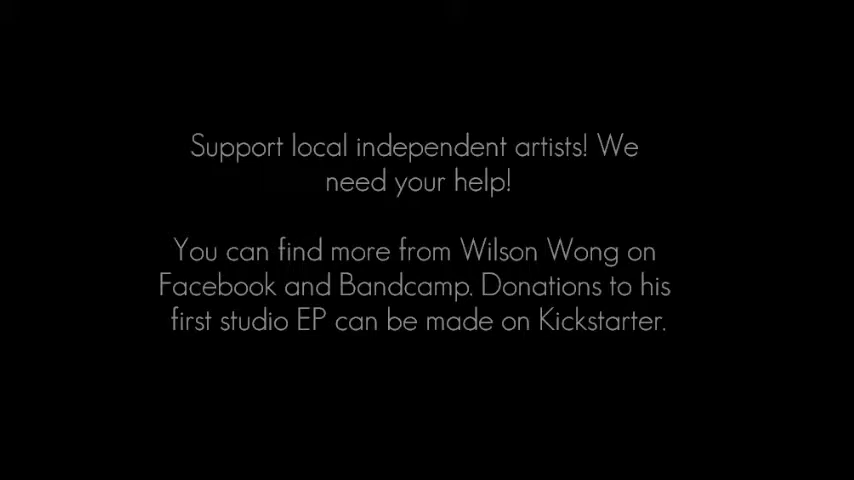 Support local independent artists! We
need your help!
You can find more from Wilson Wong on
Facebook and Bandcamp. Donations to his
first studio EP can be made on Kickstarter.